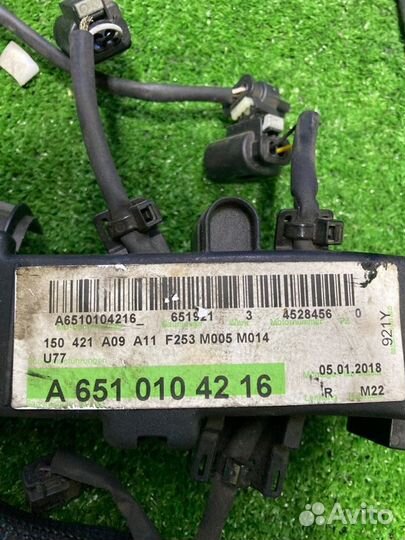 A6510104216_ 651921 3 4528456 0
150 421 A09 A11 F253 M005 M014
U77
A 651 010 42 16
05.01.2018
R M22
921Y
Avito